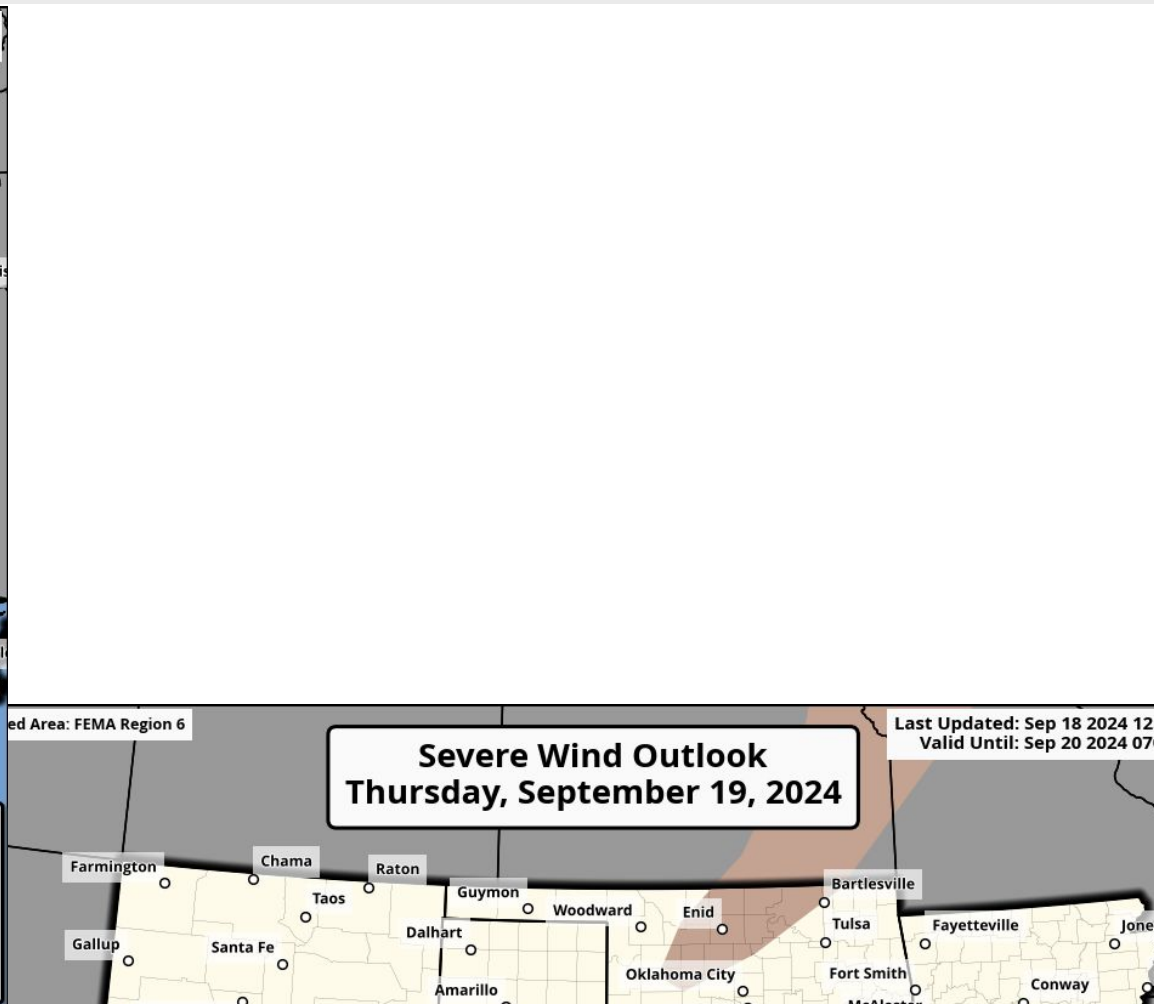 ed Area: FEMA Region 6
Severe Wind Outlook
Thursday, September 19, 2024
Last Updated: Sep 18 2024 12
Valid Until: Sep 20 2024 07
Farmington
Chama
Raton
Taos
Guymon
Woodward
Enid
Bartlesville
Tulsa
Fayetteville
Jone
Gallup
Santa Fe
Dalhart
Oklahoma City
Fort Smith
Amarillo
Conway
McAlester